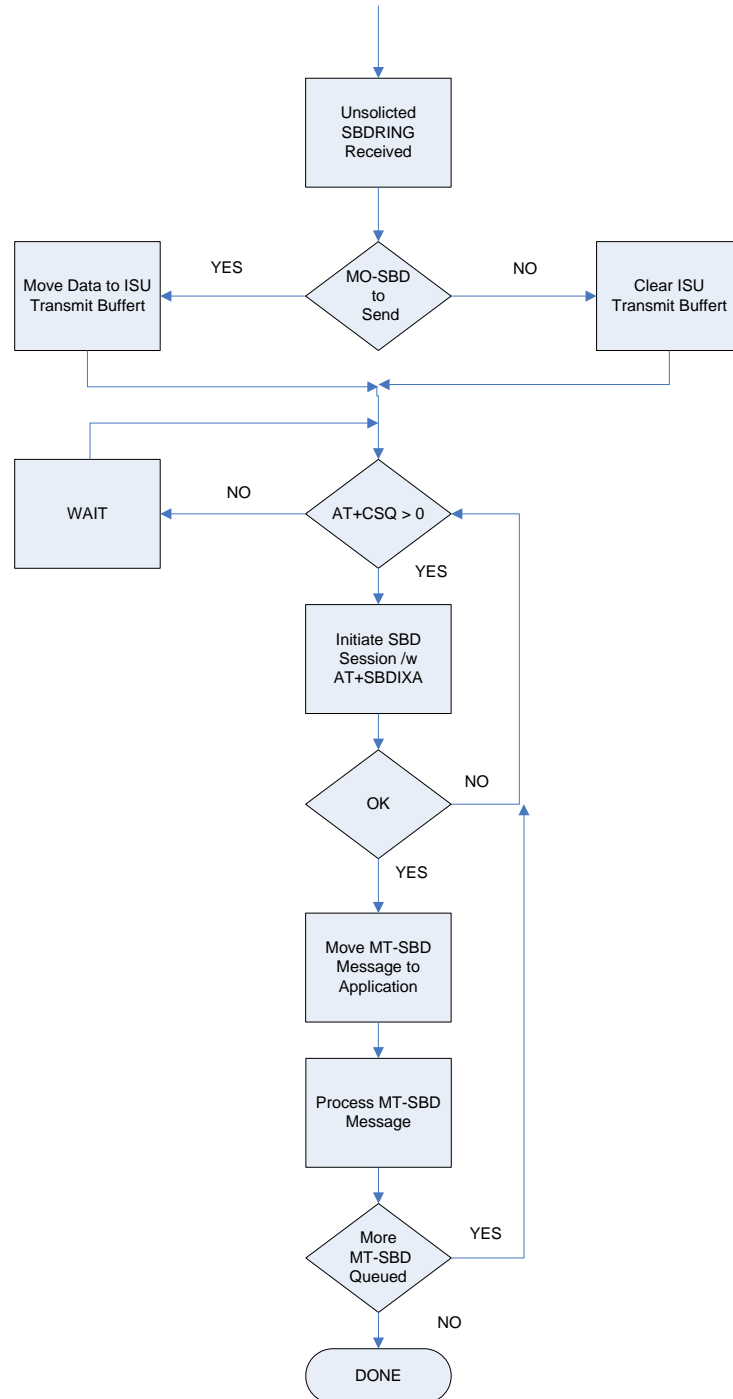 Unsolicted
SBDRING
Received
YES
MO-SBD
to
Send
NO
Move Data to ISU
Transmit Buffert
Clear ISU
Transmit Buffert
WAIT
NO
AT+CSQ > 0
YES
Initiate SBD
Session /w
AT+SBDIXA
OK
NO
YES
Move MT-SBD
Message to
Application
Process MT-SBD
Message
More
MT-SBD
Queued
YES
NO
DONE